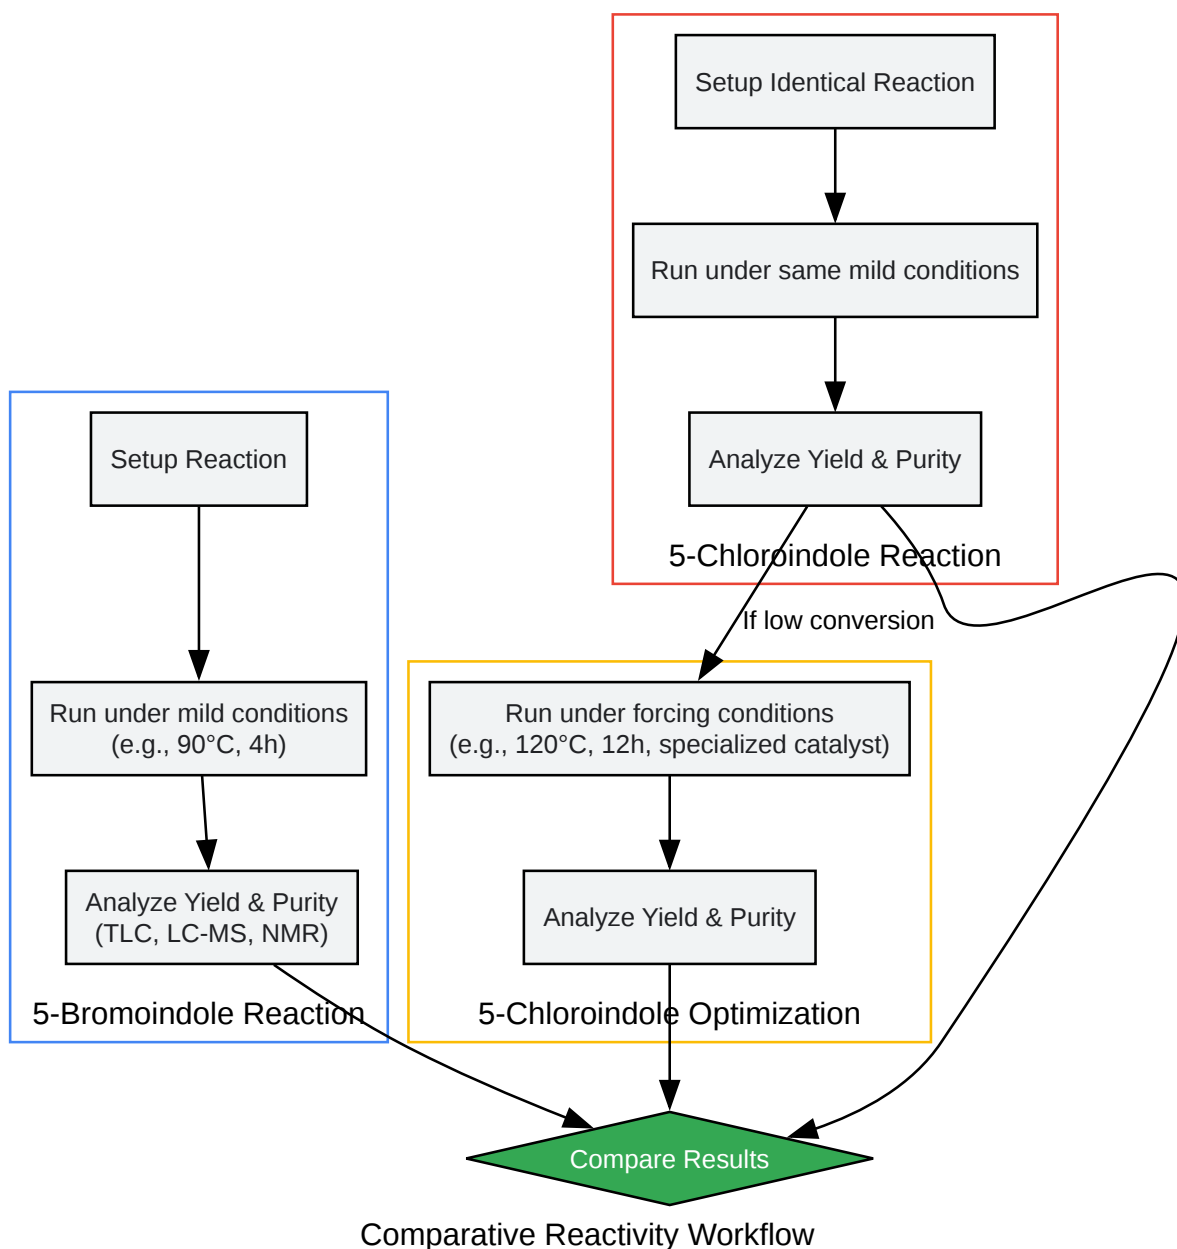 Setup Identical Reaction
Run under same mild conditions
Analyze Yield & Purity
5-Chloroindole Reaction
If low conversion
Setup Reaction
Run under mild conditions
(e.g., 90°C, 4h)
Analyze Yield & Purity
(TLC, LC-MS, NMR)
5-Bromoindole Reaction
Run under forcing conditions
(e.g., 120°C, 12h, specialized catalyst)
Analyze Yield & Purity
5-Chloroindole Optimization
Compare Results
Comparative Reactivity Workflow